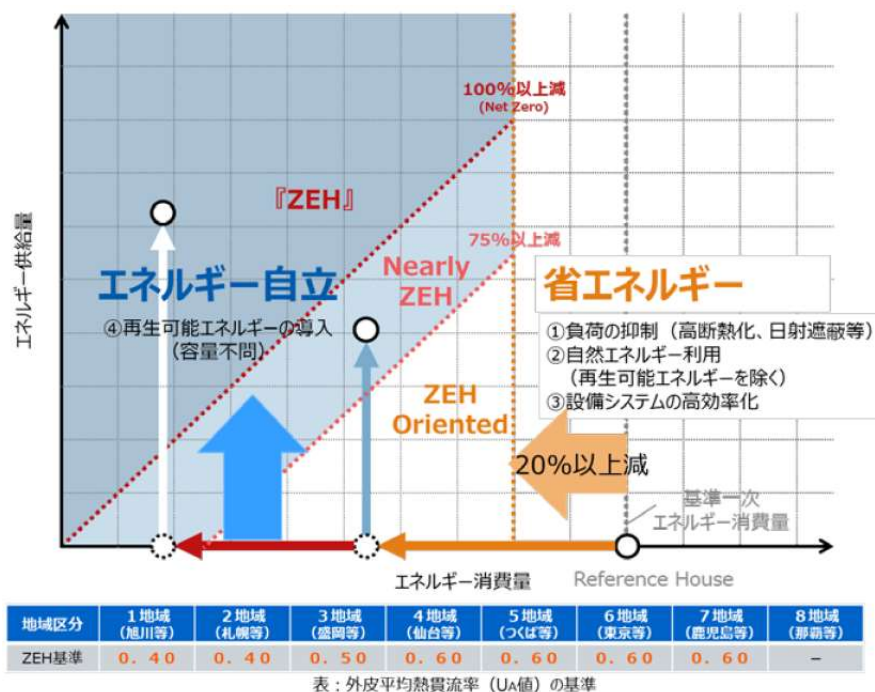 100%以上減
(Net Zero)
『ZEH』
75%以上減
エネルギー供給量
エネルギー自立
④再生可能エネルギーの導入
(容量不問)
Nearly
ZEH
省エネルギー
①負荷の抑制(高断熱化、日射遮蔽等)
②自然エネルギー利用
(再生可能エネルギーを除く)
③設備システムの高効率化
ZEH
Oriented
20%以上減
基準一次
エネルギー消費量
エネルギー消費量
Reference House
地域区分 1地域(旭川等) 2地域(札幌等) 3地域(盛岡等) 4地域(仙台等) 5地域(つくば等) 6地域(東京等) 7地域(鹿児島等) 8地域(那覇等)
ZEH基準 0.40 0.40 0.50 0.60 0.60 0.60 0.60 –
表:外皮平均熱貫流率(UA値)の基準